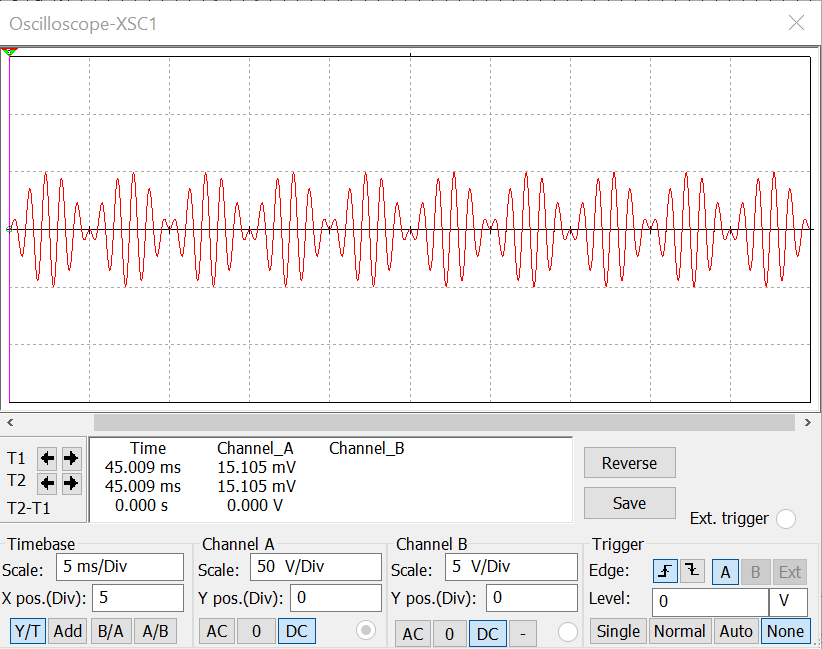 Oscilloscope-XSC1
Time Channel_A Channel_B
T1 45.009 ms 15.105 mV
T2 45.009 ms 15.105 mV
T2-T1 0.000 s 0.000 V
Reverse
Save
Ext. trigger
Timebase
Scale: 5 ms/Div
X pos.(Div): 5
Y/T Add B/A A/B
Channel A
Scale: 50 V/Div
Y pos.(Div): 0
AC 0 DC
Channel B
Scale: 5 V/Div
Y pos.(Div): 0
AC 0 DC -
Trigger
Edge: A B Ext
Level: 0 V
Single Normal Auto None